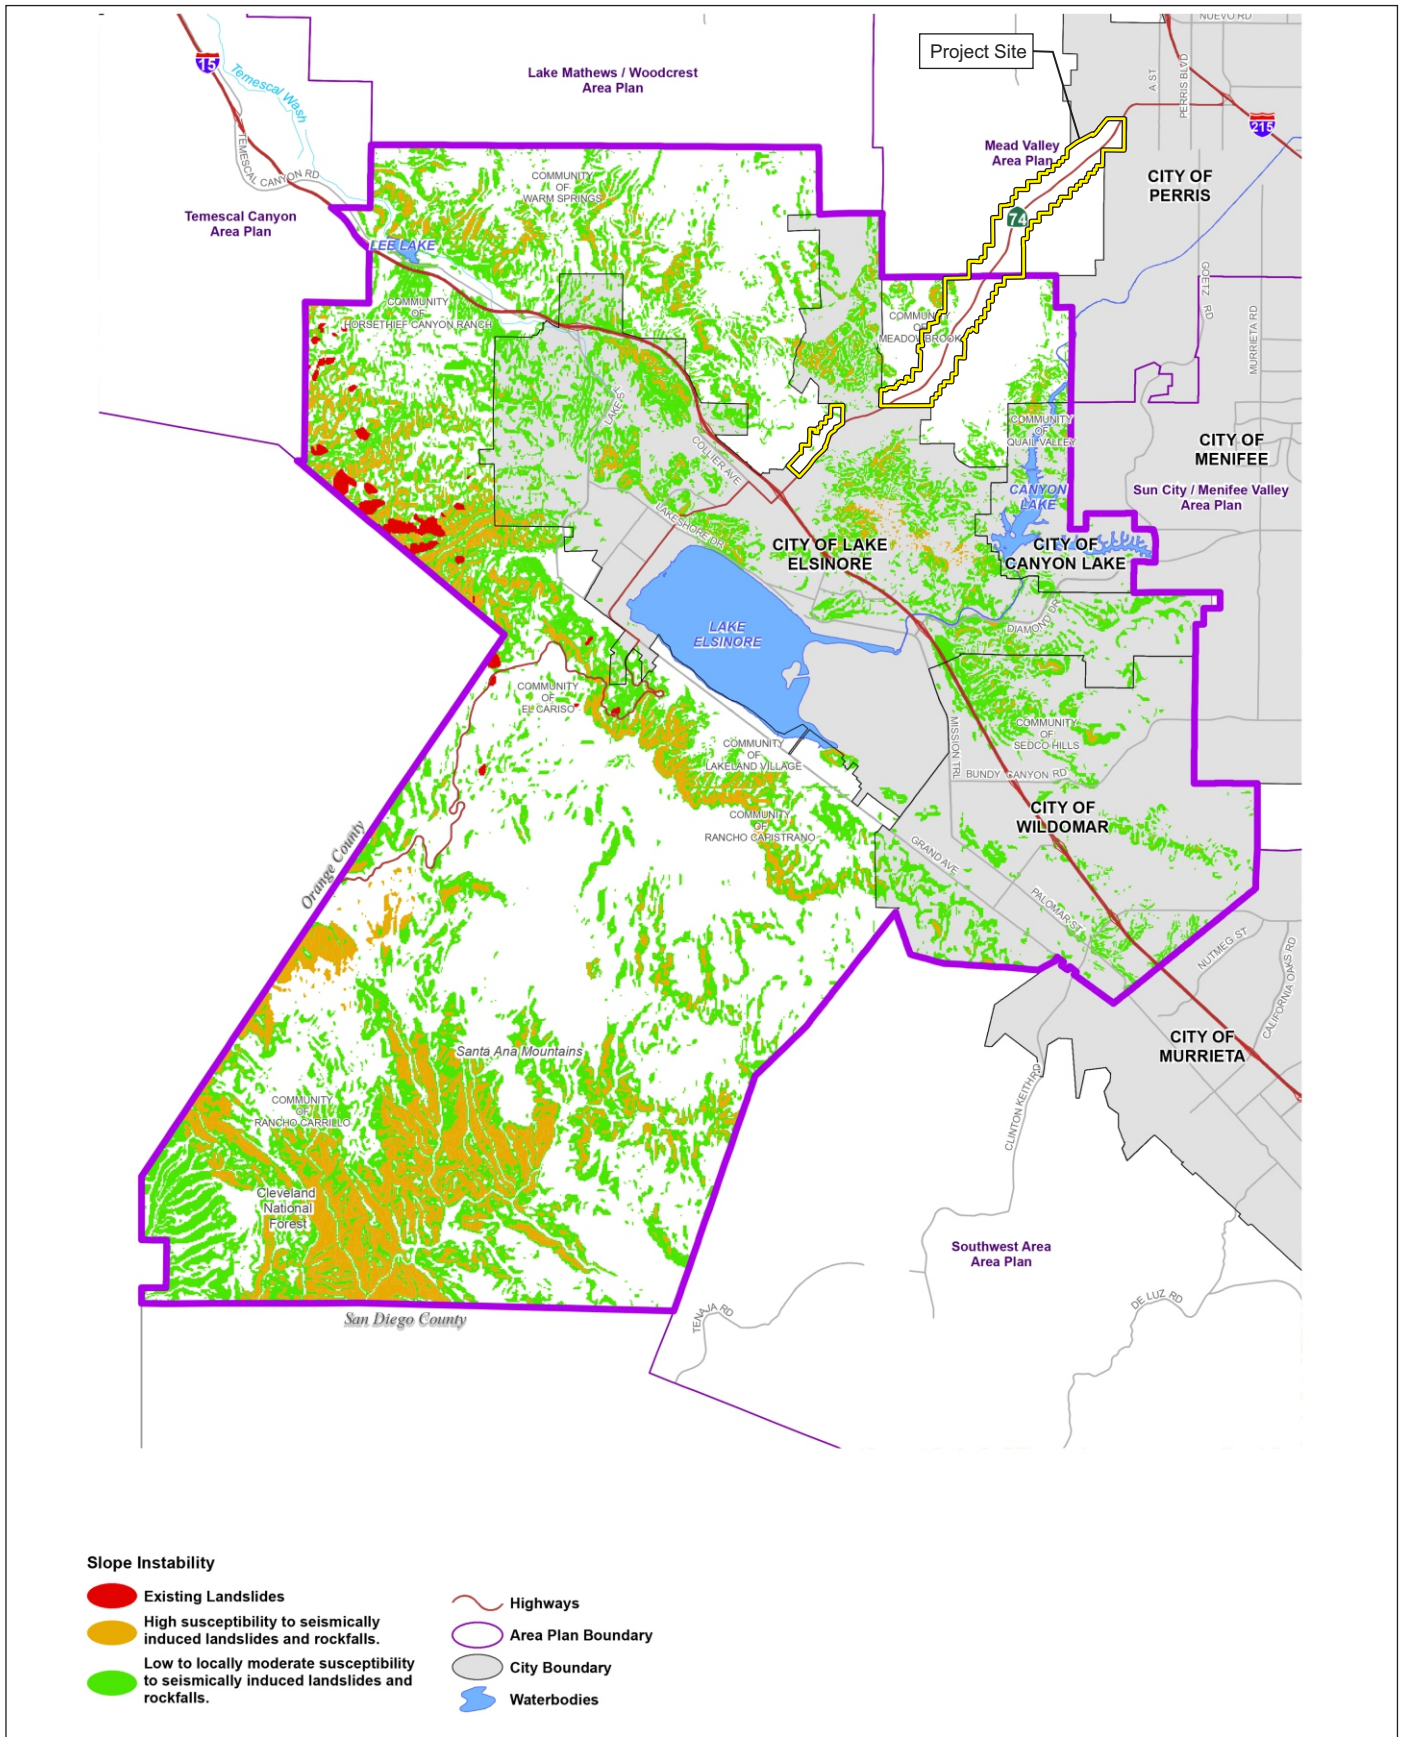 NUEVO RD
Project Site
15
Temescal Wash
Lake Mathews / Woodcrest
Area Plan
A ST
PERRIS BLVD
215
TEMESCAL CANYON RD
Mead Valley
Area Plan
COMMUNITY
OF
WARM SPRINGS
CITY OF
PERRIS
Temescal Canyon
Area Plan
74
LEE LAKE
GOETZ RD
COMMUNITY
OF
HORSETHIEF CANYON RANCH
COMMUNITY
OF
MEADOWBROOK
MURRIETA RD
LAKE ST
COMMUNITY
OF
QUAIL VALLEY
COLLIER AVE
CITY OF
MENIFEE
CANYON
LAKE
Sun City / Menifee Valley
Area Plan
LAKESHORE DR
CITY OF LAKE
ELSINORE
CITY OF
CANYON LAKE
LAKE
ELSINORE
DIAMOND DR
COMMUNITY
OF
EL CARISO
COMMUNITY
OF
SEDCO HILLS
MISSION TRL
COMMUNITY
OF
LAKELAND VILLAGE
BUNDY CANYON RD
COMMUNITY
OF
RANCHO CAPISTRANO
CITY OF
WILDOMAR
Orange County
GRAND AVE
PALOMAR ST
NUTMEG ST
CALIFORNIA OAKS RD
Santa Ana Mountains
CITY OF
MURRIETA
COMMUNITY
OF
RANCHO CARRILLO
CLINTON KEITH RD
Cleveland
National
Forest
Southwest Area
Area Plan
San Diego County
TENAJA RD
DE LUZ RD
Slope Instability
Existing Landslides
High susceptibility to seismically
induced landslides and rockfalls.
Low to locally moderate susceptibility
to seismically induced landslides and
rockfalls.
Highways
Area Plan Boundary
City Boundary
Waterbodies